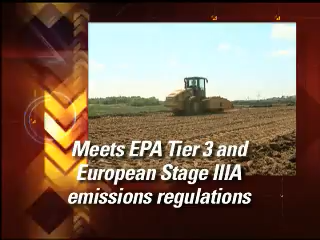 Meets EPA Tier 3 and
European Stage IIIA
emissions regulations